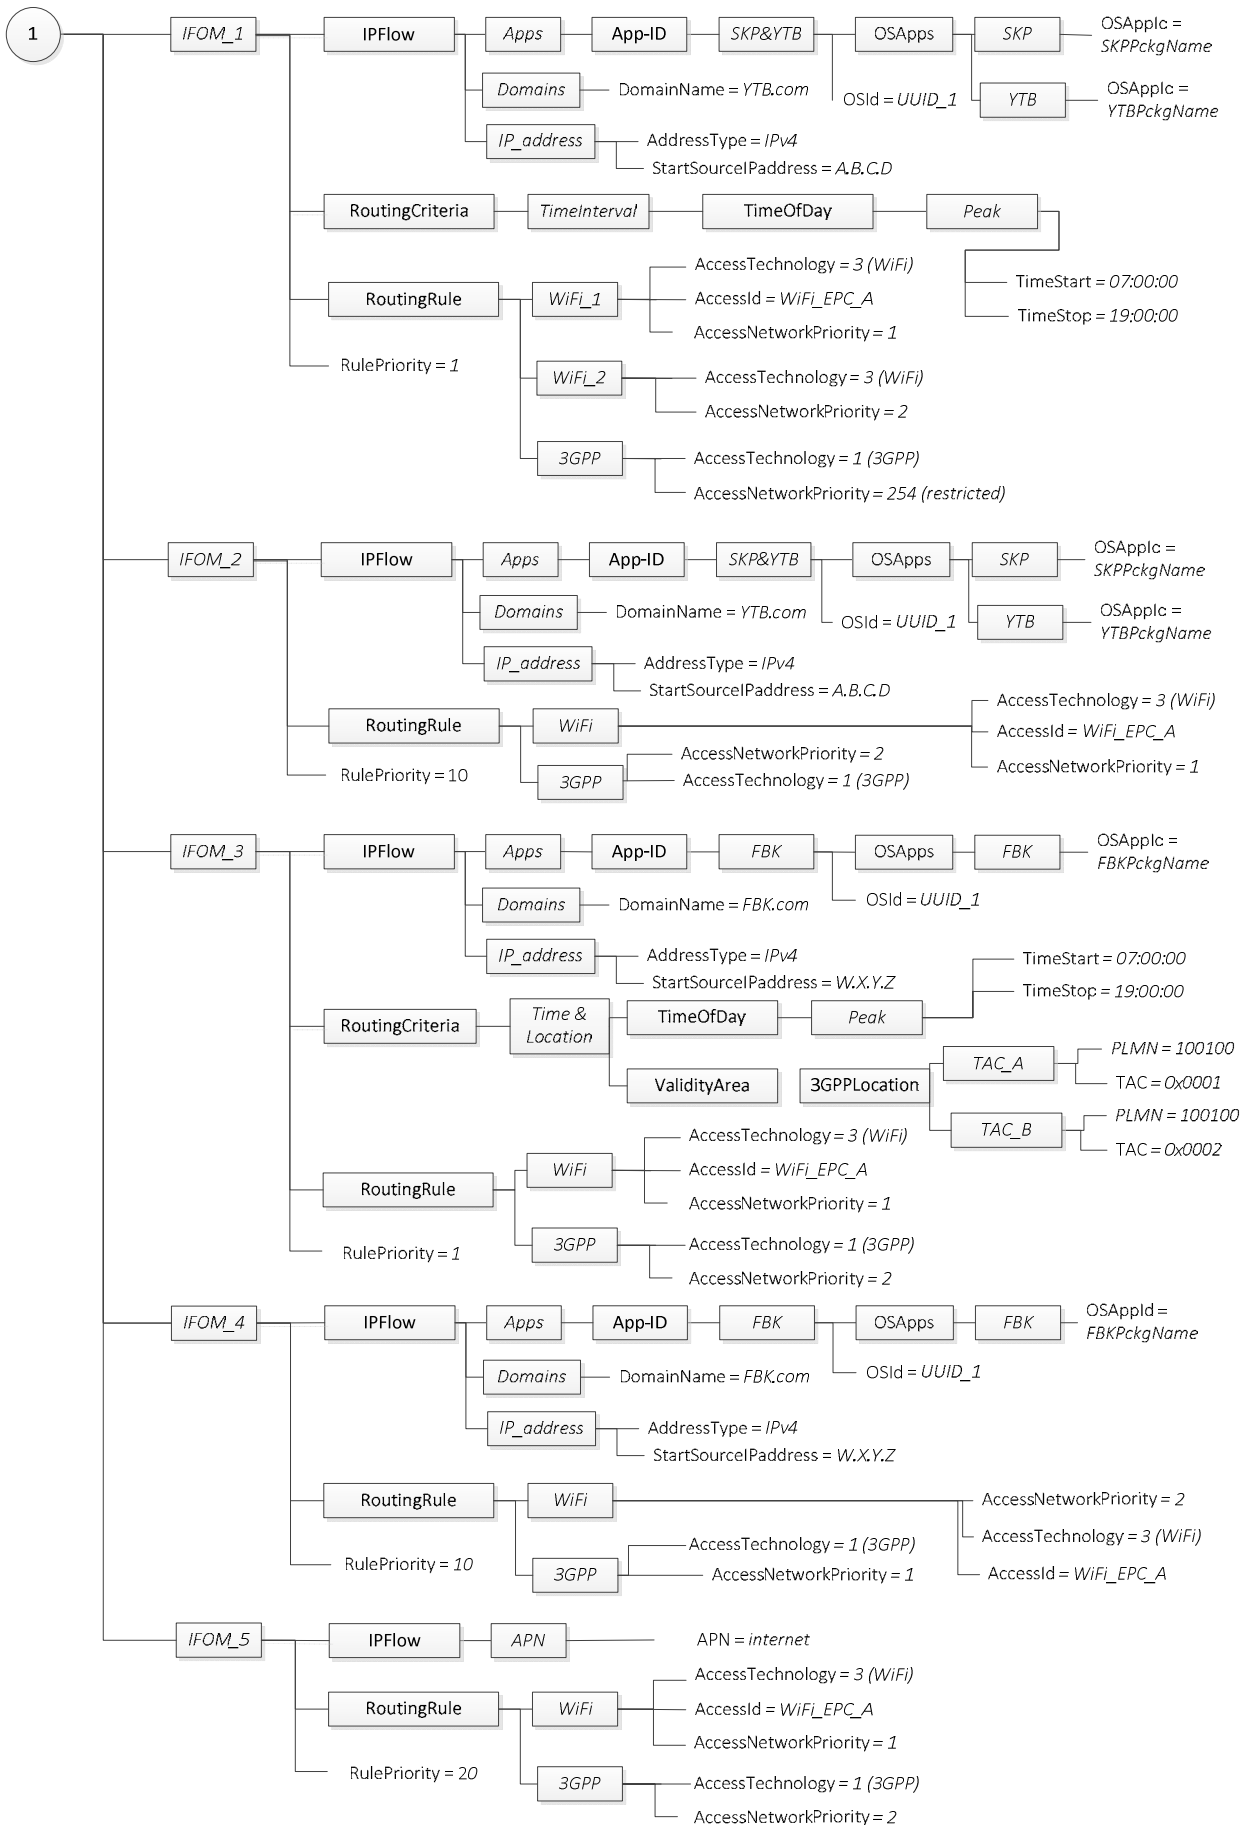 1
IFOM_1
IPFlow
Apps
App-ID
SKP&YTB
OSApps
SKP
OSAppIc =
SKPPckgName
Domains
DomainName = YTB.com
OSId = UUID_1
YTB
OSAppIc =
YTBPckgName
IP_address
AddressType = IPv4
StartSourceIPaddress = A.B.C.D
RoutingCriteria
TimeInterval
TimeOfDay
Peak
TimeStart = 07:00:00
TimeStop = 19:00:00
RoutingRule
WiFi_1
AccessTechnology = 3 (WiFi)
AccessId = WiFi_EPC_A
AccessNetworkPriority = 1
RulePriority = 1
WiFi_2
AccessTechnology = 3 (WiFi)
AccessNetworkPriority = 2
3GPP
AccessTechnology = 1 (3GPP)
AccessNetworkPriority = 254 (restricted)
IFOM_2
IPFlow
Apps
App-ID
SKP&YTB
OSApps
SKP
OSAppIc =
SKPPckgName
Domains
DomainName = YTB.com
OSId = UUID_1
YTB
OSAppIc =
YTBPckgName
IP_address
AddressType = IPv4
StartSourceIPaddress = A.B.C.D
RoutingRule
WiFi
AccessTechnology = 3 (WiFi)
AccessId = WiFi_EPC_A
AccessNetworkPriority = 1
RulePriority = 10
3GPP
AccessNetworkPriority = 2
AccessTechnology = 1 (3GPP)
IFOM_3
IPFlow
Apps
App-ID
FBK
OSApps
FBK
OSAppIc =
FBKPckgName
Domains
DomainName = FBK.com
OSId = UUID_1
IP_address
AddressType = IPv4
StartSourceIPaddress = W.X.Y.Z
RoutingCriteria
Time &
Location
TimeOfDay
Peak
TimeStart = 07:00:00
TimeStop = 19:00:00
ValidityArea
3GPPLocation
TAC_A
PLMN = 100100
TAC = 0x0001
TAC_B
PLMN = 100100
TAC = 0x0002
RoutingRule
WiFi
AccessTechnology = 3 (WiFi)
AccessId = WiFi_EPC_A
AccessNetworkPriority = 1
RulePriority = 1
3GPP
AccessTechnology = 1 (3GPP)
AccessNetworkPriority = 2
IFOM_4
IPFlow
Apps
App-ID
FBK
OSApps
FBK
OSAppId =
FBKPckgName
Domains
DomainName = FBK.com
OSId = UUID_1
IP_address
AddressType = IPv4
StartSourceIPaddress = W.X.Y.Z
RoutingRule
WiFi
AccessNetworkPriority = 2
AccessTechnology = 3 (WiFi)
AccessId = WiFi_EPC_A
RulePriority = 10
3GPP
AccessTechnology = 1 (3GPP)
AccessNetworkPriority = 1
IFOM_5
IPFlow
APN
APN = internet
RoutingRule
WiFi
AccessTechnology = 3 (WiFi)
AccessId = WiFi_EPC_A
AccessNetworkPriority = 1
RulePriority = 20
3GPP
AccessTechnology = 1 (3GPP)
AccessNetworkPriority = 2